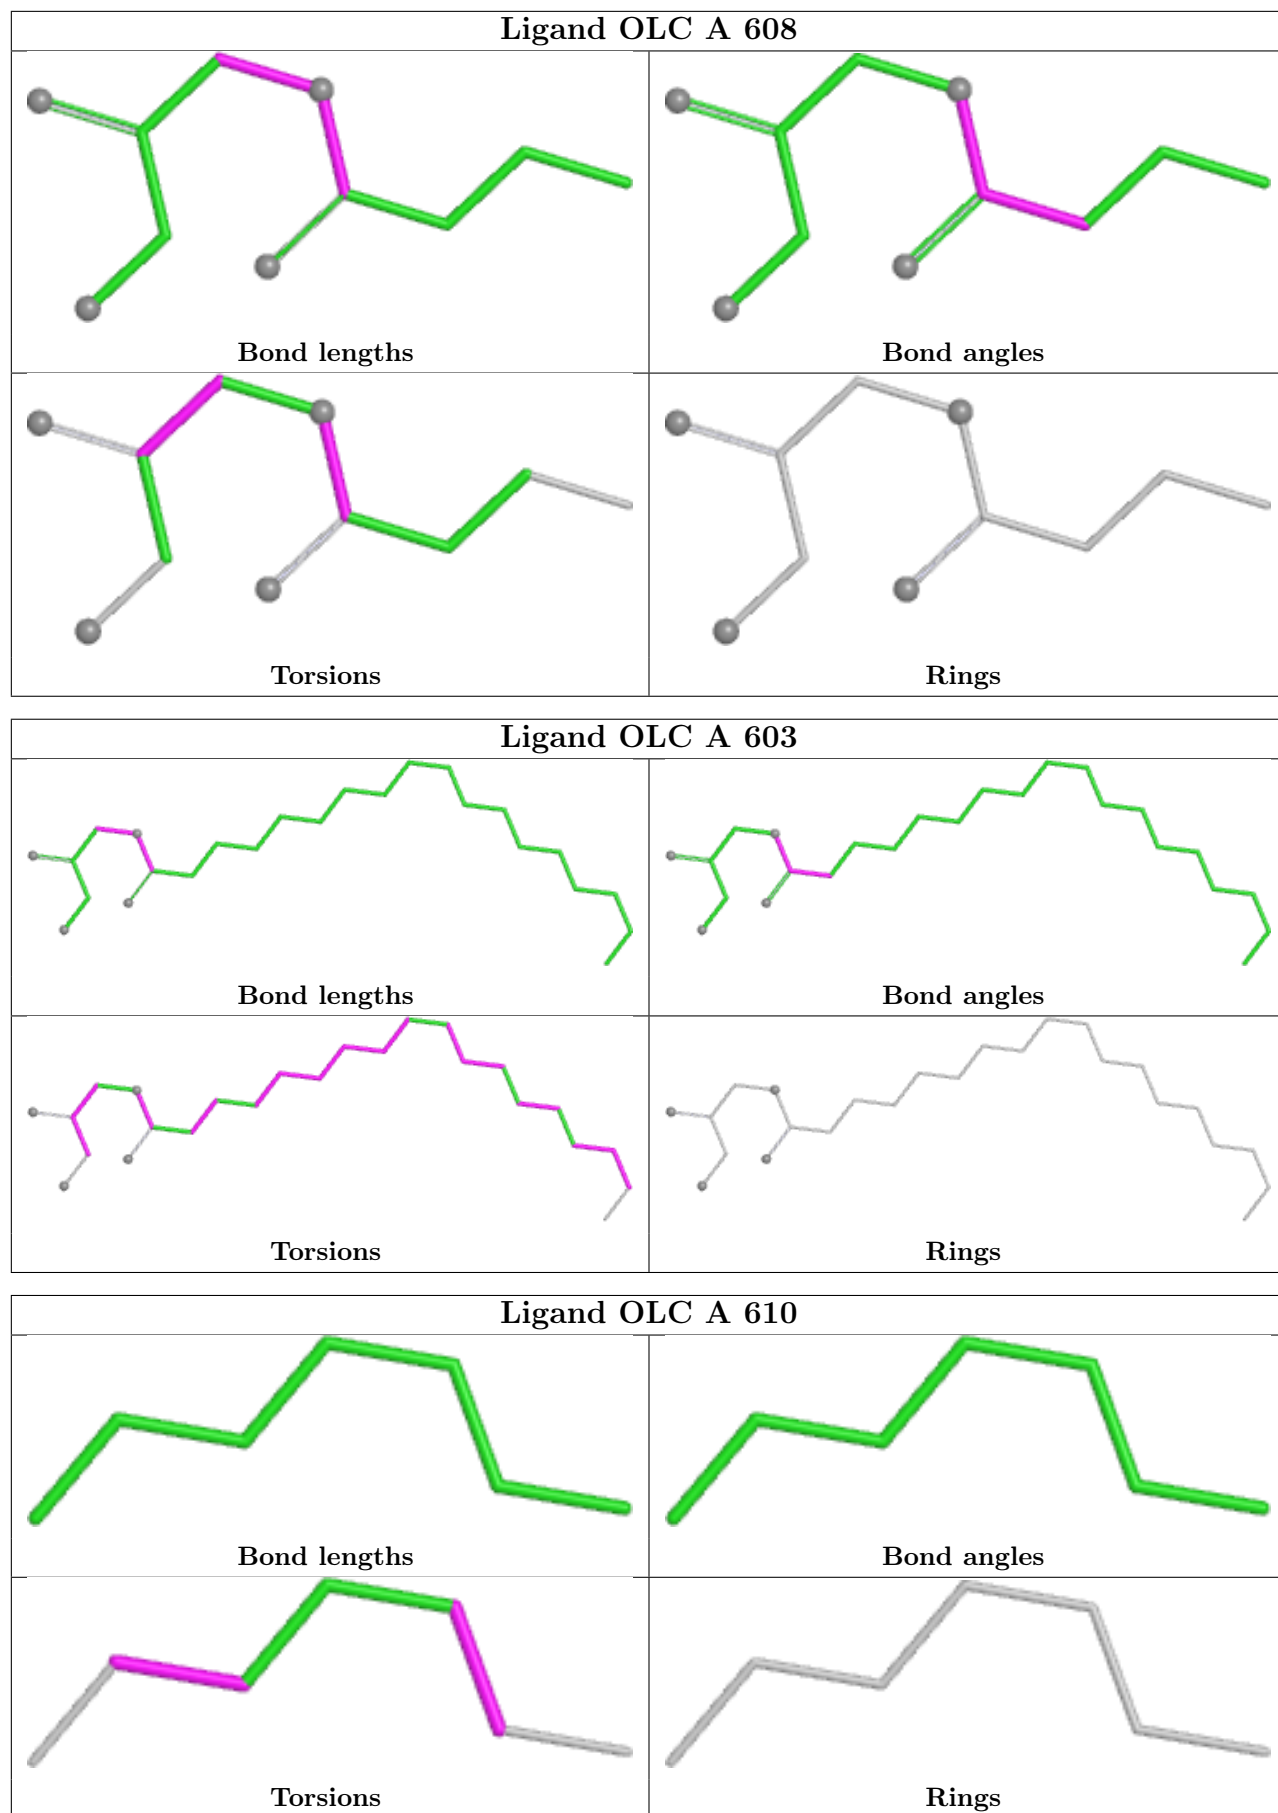 Ligand OLC A 608
Bond lengths
Bond angles
Torsions
Rings
Ligand OLC A 603
Bond lengths
Bond angles
Torsions
Rings
Ligand OLC A 610
Bond lengths
Bond angles
Torsions
Rings